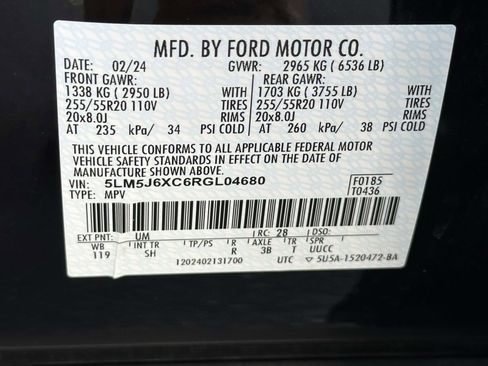 MFD. BY FORD MOTOR CO.
DATE: 02/24 GVWR: 2965 KG ( 6536 LB)
FRONT GAWR: REAR GAWR:
1338 KG ( 2950 LB) 1703 KG ( 3755 LB)
255/55R20 110V TIRES 255/55R20 110V TIRES
20x8.0J RIMS 20x8.0J RIMS
AT 235 kPa/ 34 PSI COLD AT 260 kPa/ 38 PSI COLD
THIS VEHICLE CONFORMS TO ALL APPLICABLE FEDERAL MOTOR
VEHICLE SAFETY AND THEFT PREVENTION STANDARDS IN EFFECT ON THE DATE OF
MANUFACTURE SHOWN ABOVE.
VIN: 5LM5J6XC6RGL04680 F0185
TYPE: MPV T0436
EXT PNT: UM RC: 28 DSO:
WB INT TR TP/PS R AXLE TR SPR
119 SH R 3B T UUCC
1202402131700 UTC 5U5A-1520472-BA